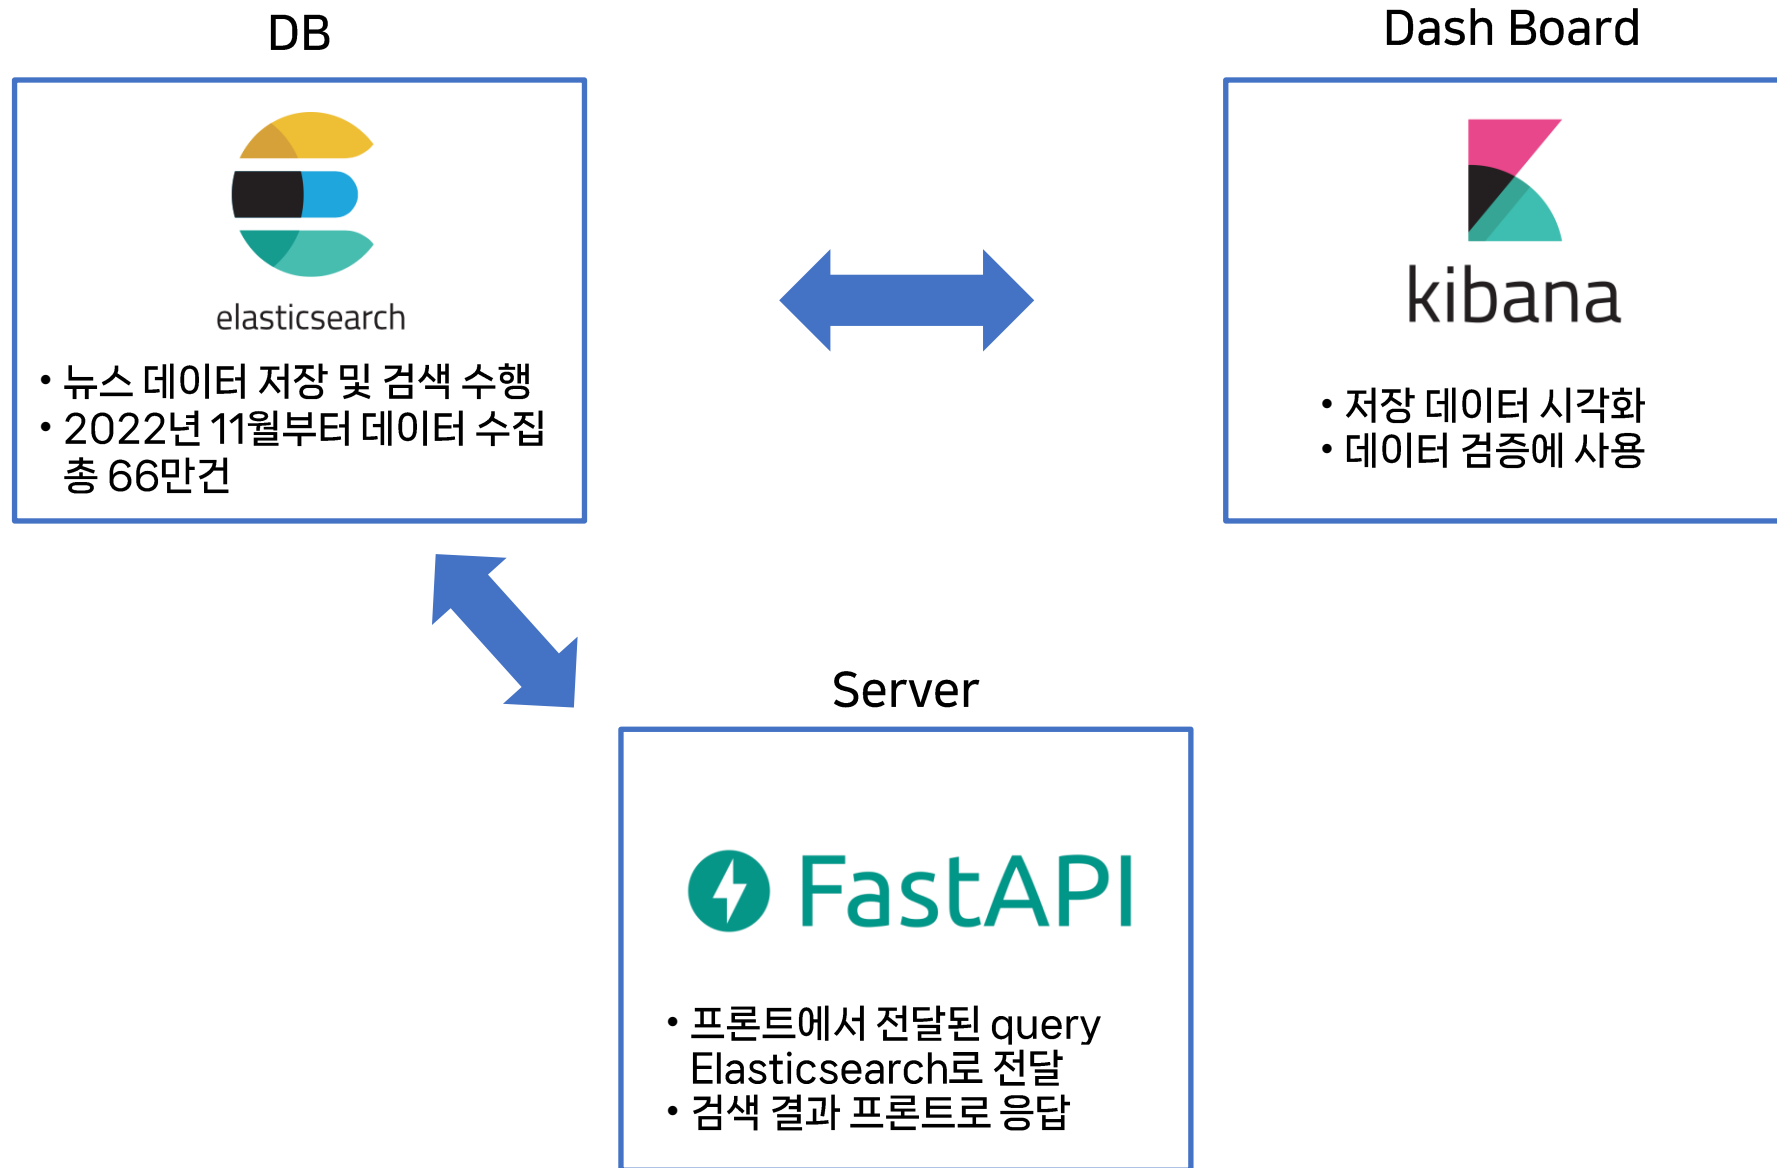 DB
elasticsearch
• 뉴스 데이터 저장 및 검색 수행
• 2022년 11월부터 데이터 수집
총 66만건
Dash Board
kibana
• 저장 데이터 시각화
• 데이터 검증에 사용
Server
FastAPI
• 프론트에서 전달된 query
Elasticsearch로 전달
• 검색 결과 프론트로 응답